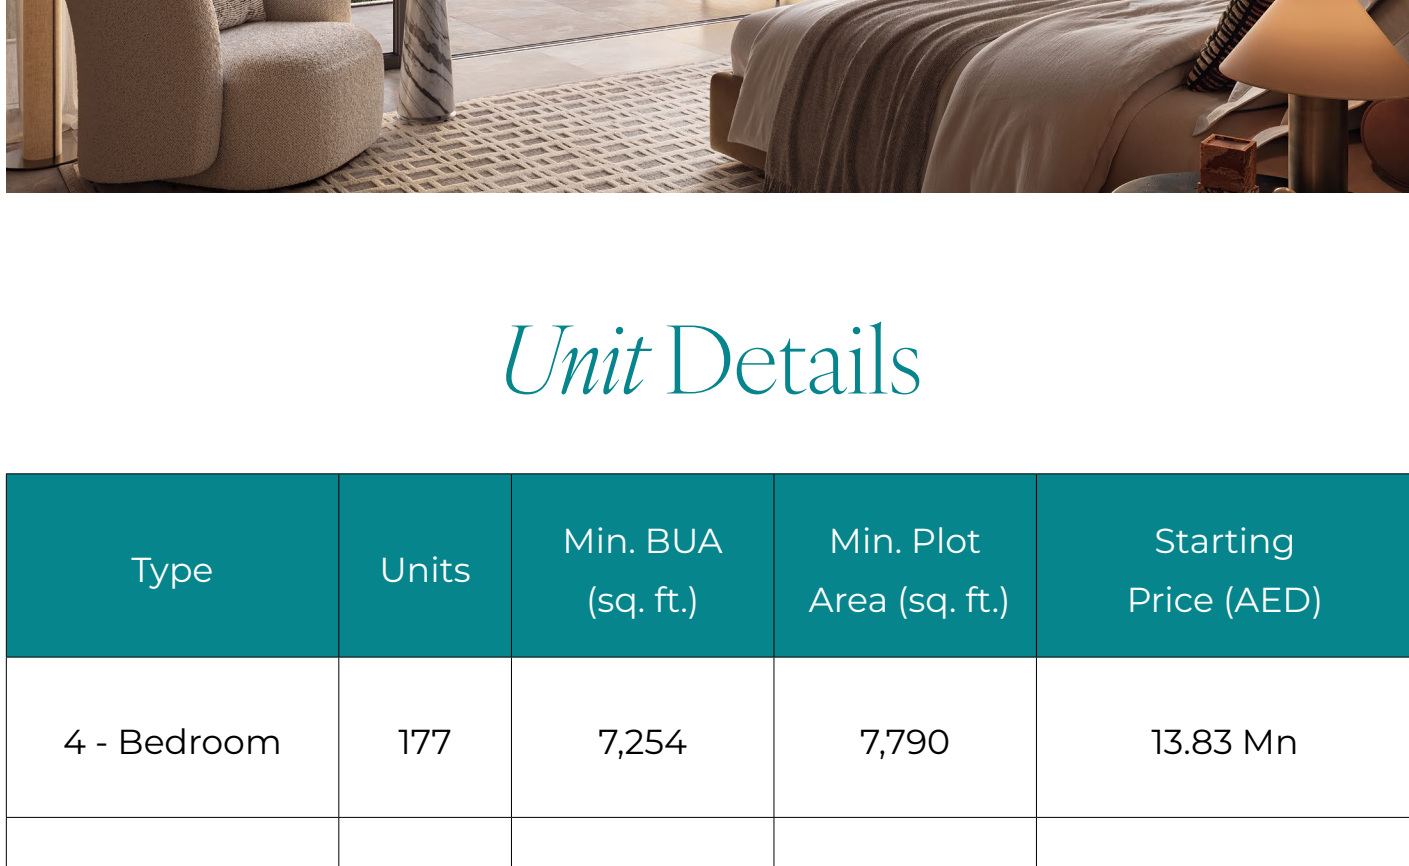 Unit Details
Type
Units
Min. BUA
(sq. ft.)
Min. Plot
Area (sq. ft.)
Starting
Price (AED)
4 - Bedroom
177
7,254
7,790
13.83 Mn